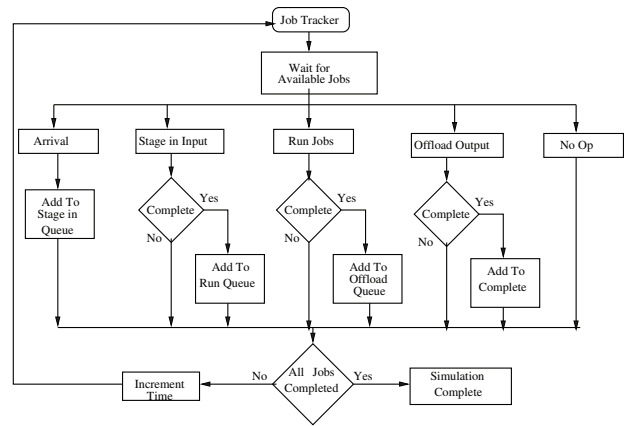 Job Tracker
Wait for
Available Jobs
Arrival
Stage in Input
Run Jobs
Offload Output
No Op
Add To
Stage in
Queue
Complete
Yes
No
Add To
Run Queue
Complete
Yes
No
Add To
Offload
Queue
Complete
Yes
No
Add To
Complete
All Jobs
Completed
No
Yes
Increment
Time
Simulation
Complete